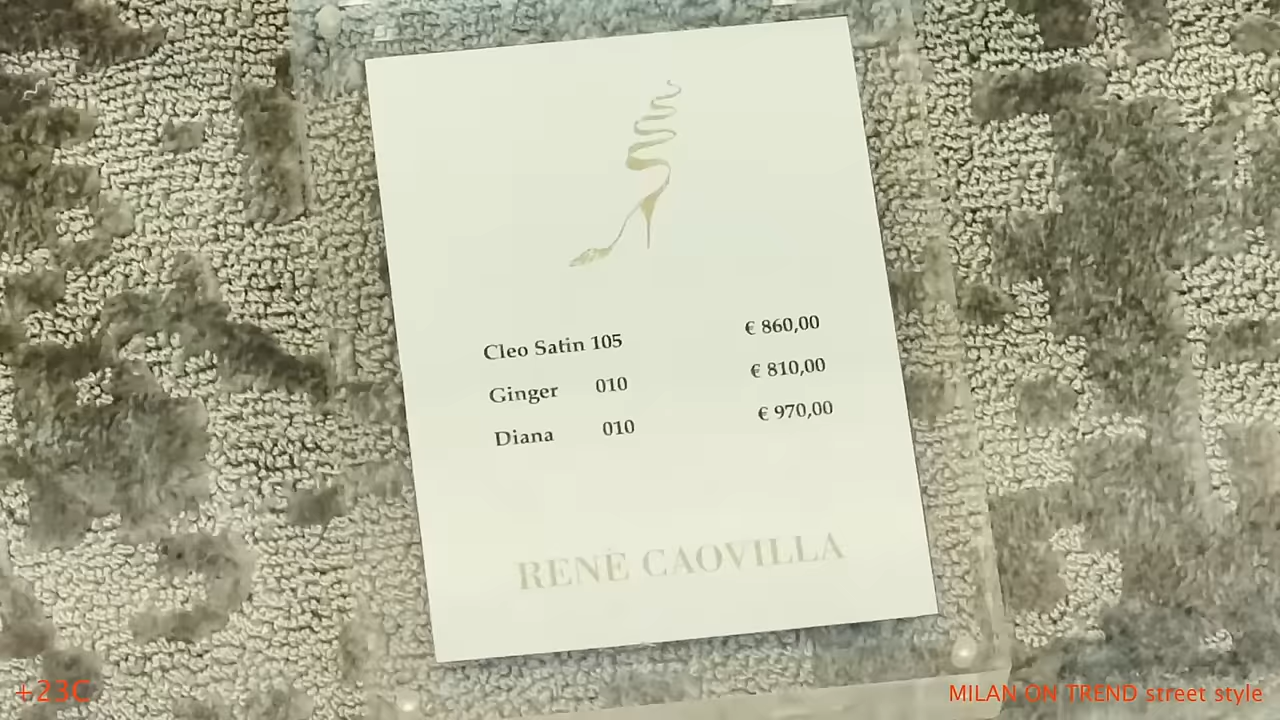 Cleo Satin 105 € 860,00
Ginger 010 € 810,00
Diana 010 € 970,00
RENÈ CAOVILLA
+23C
MILAN ON TREND street style